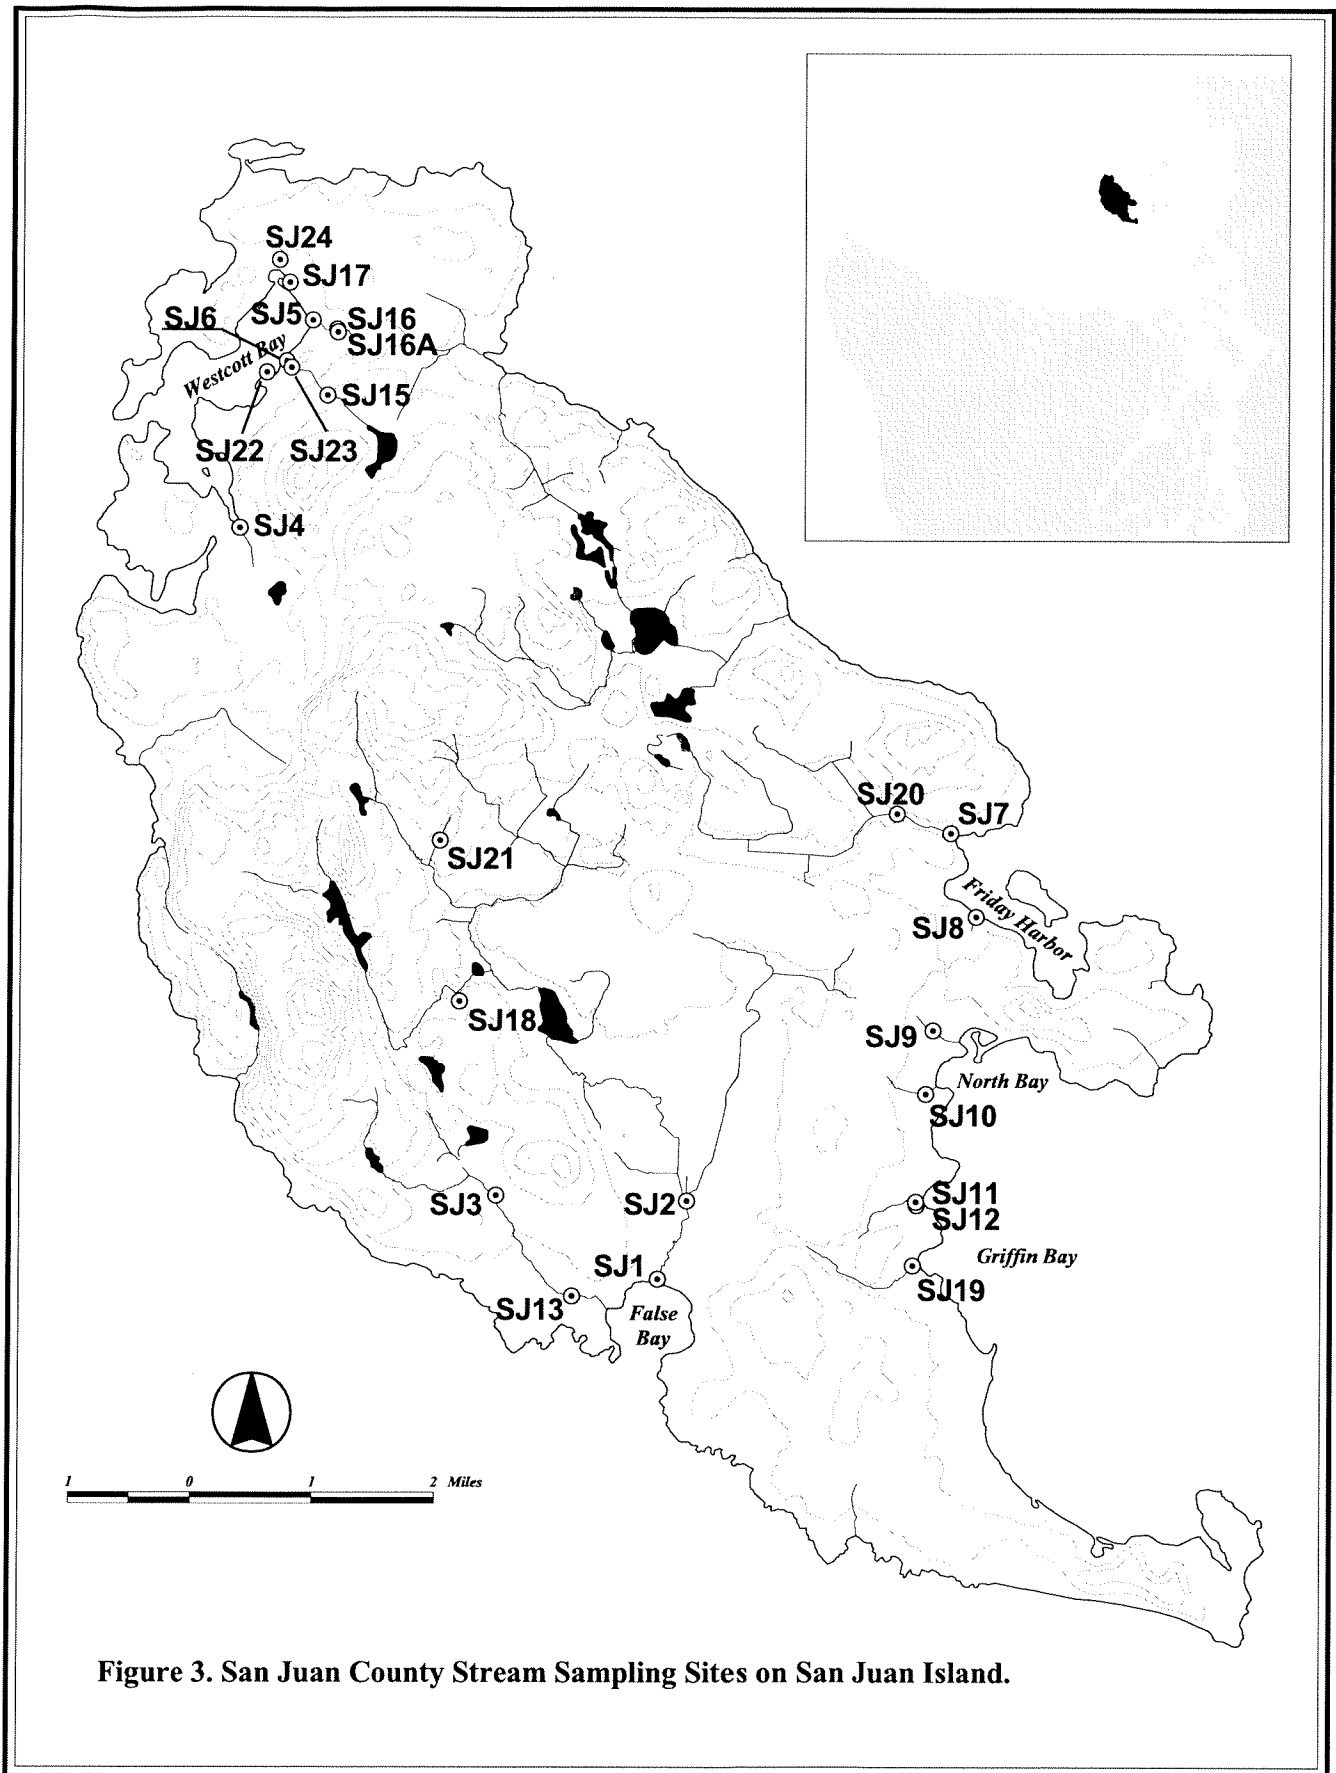 SJ24
SJ17
SJ5
SJ16
SJ6
SJ16A
Westcott Bay
SJ15
SJ22
SJ23
SJ4
SJ20
SJ7
SJ21
Friday Harbor
SJ8
SJ18
SJ9
North Bay
SJ10
SJ3
SJ2
SJ11
SJ12
Griffin Bay
SJ1
SJ19
SJ13
False
Bay
1 0 1 2 Miles
Figure 3. San Juan County Stream Sampling Sites on San Juan Island.